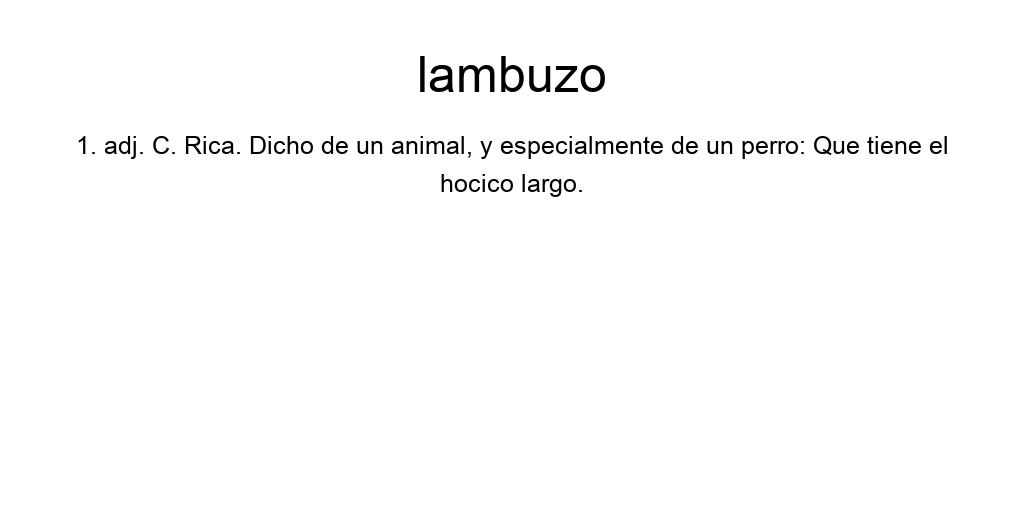 lambuzo
1. adj. C. Rica. Dicho de un animal, y especialmente de un perro: Que tiene el
hocico largo.